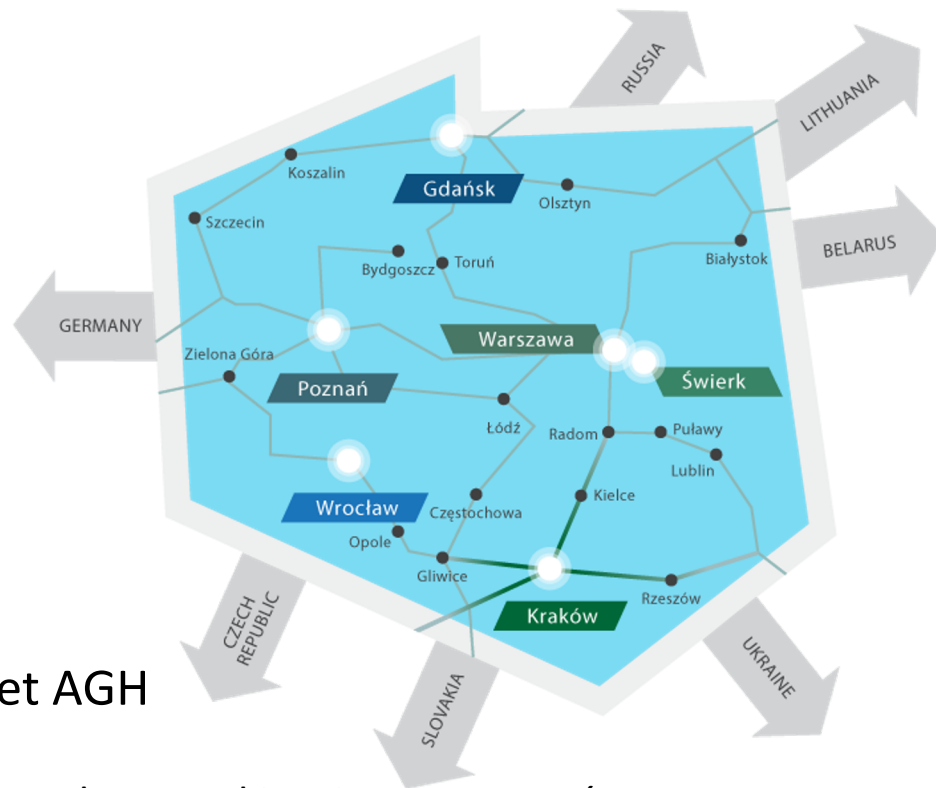 RUSSIA
LITHUANIA
Koszalin
Gdańsk
Olsztyn
Szczecin
Bydgoszcz
Toruń
Białystok
BELARUS
GERMANY
Warszawa
Zielona Góra
Poznań
Świerk
Łódź
Radom
Puławy
Lublin
Wrocław
Częstochowa
Kielce
Opole
Gliwice
Rzeszów
Kraków
CZECH
REPUBLIC
SLOVAKIA
UKRAINE
et AGH